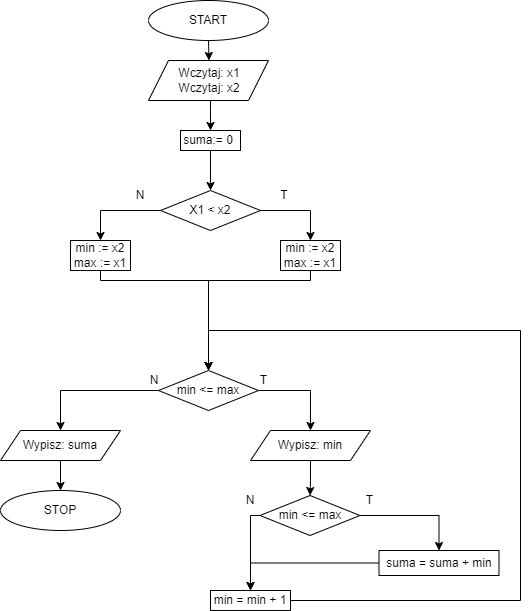 START
Wczytaj: x1
Wczytaj: x2
suma:= 0
N
T
X1 < x2
min := x2
max := x1
min := x2
max := x1
N
T
min <= max
Wypisz: suma
Wypisz: min
STOP
N
T
min <= max
suma = suma + min
min = min + 1